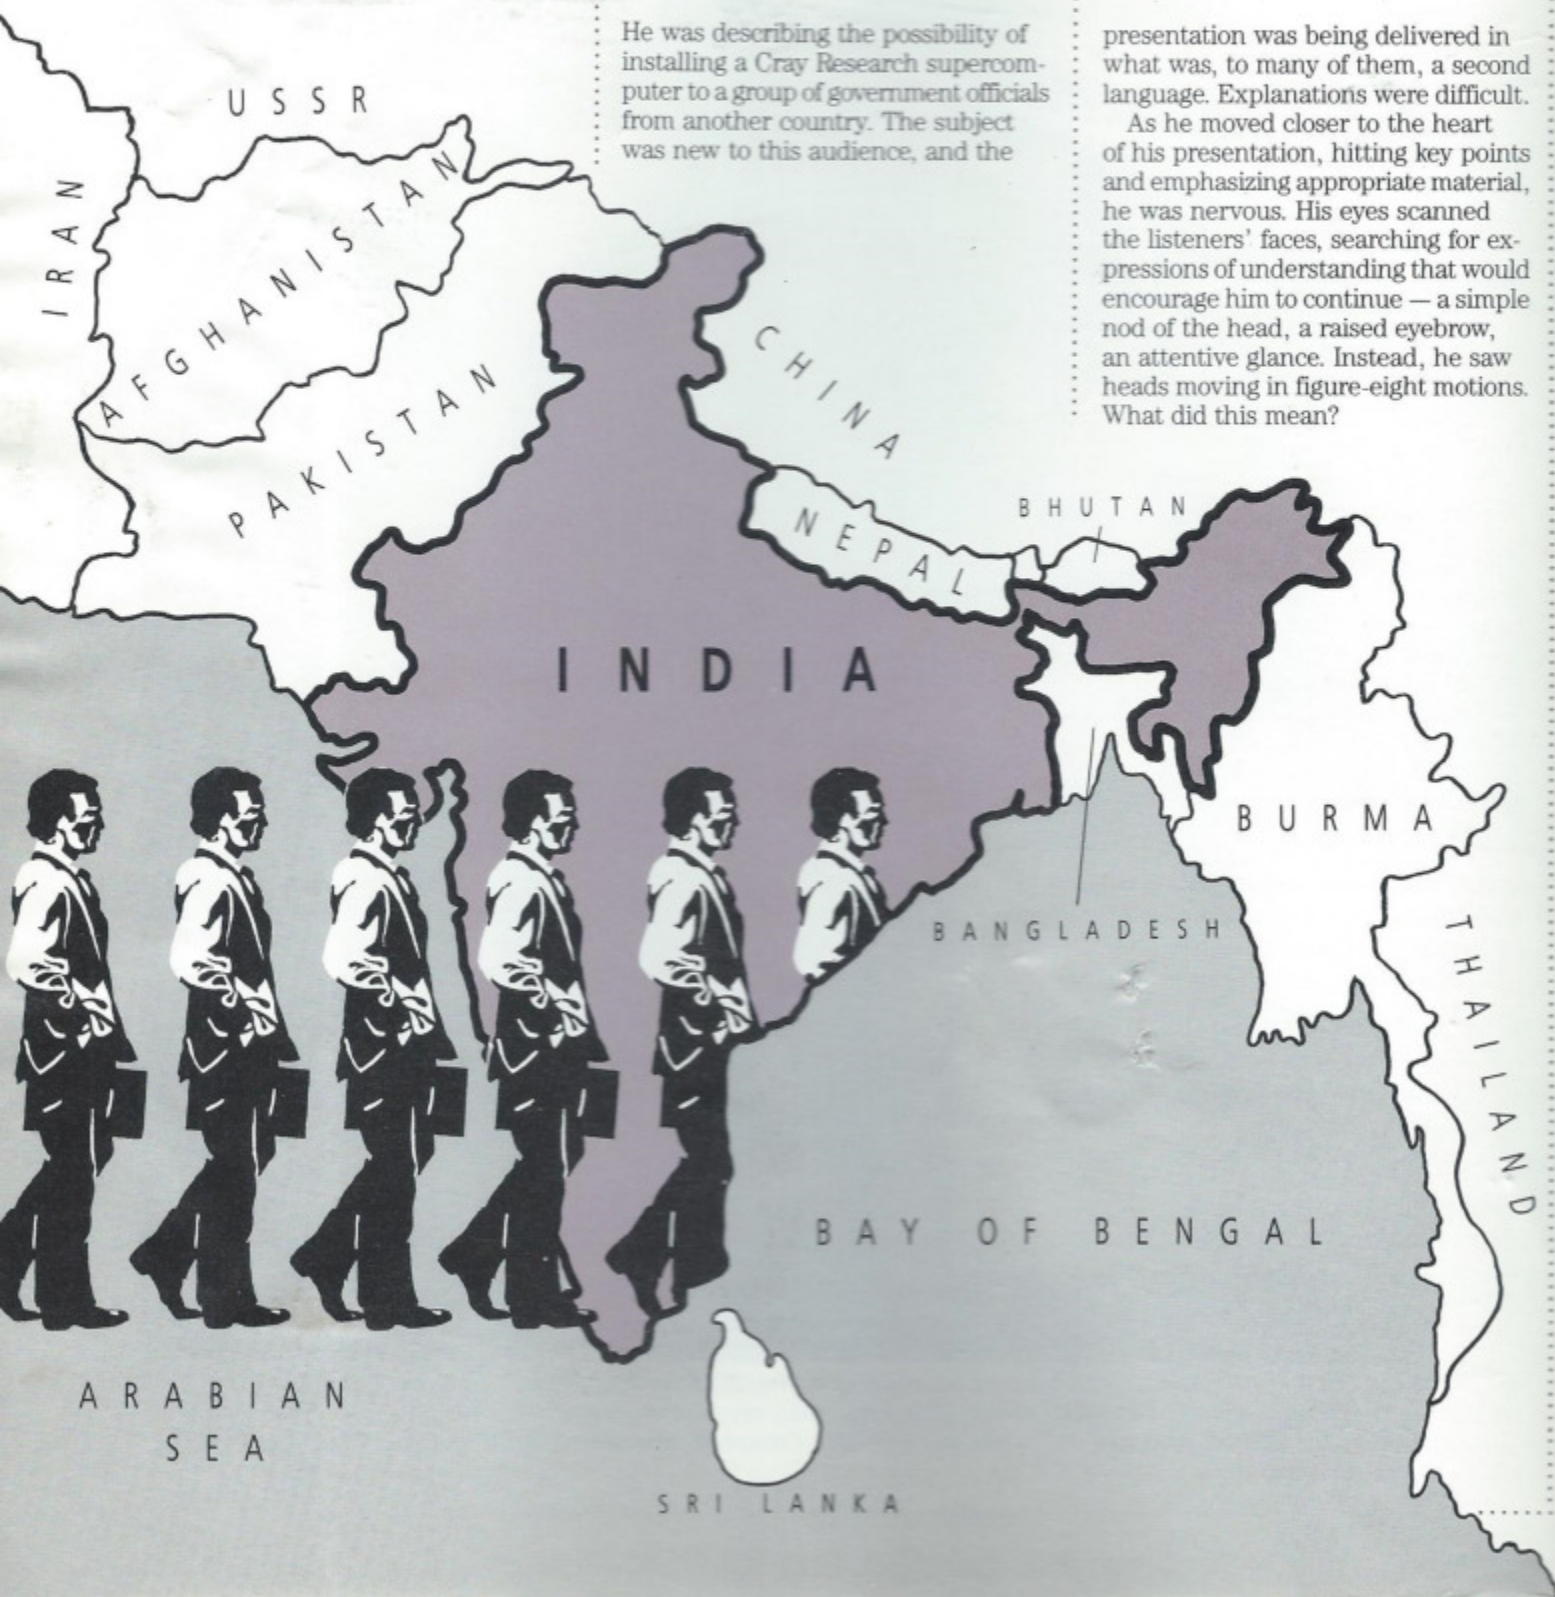 He was describing the possibility of
installing a Cray Research supercom-
puter to a group of government officials
from another country. The subject
was new to this audience, and the
presentation was being delivered in
what was, to many of them, a second
language. Explanations were difficult.
As he moved closer to the heart
of his presentation, hitting key points
and emphasizing appropriate material,
he was nervous. His eyes scanned
the listeners' faces, searching for ex-
pressions of understanding that would
encourage him to continue — a simple
nod of the head, a raised eyebrow,
an attentive glance. Instead, he saw
heads moving in figure-eight motions.
What did this mean?
USSR
IRAN
AFGHANISTAN
PAKISTAN
CHINA
NEPAL
BHUTAN
INDIA
BURMA
BANGLADESH
THAILAND
BAY OF BENGAL
ARABIAN
SEA
SRI LANKA